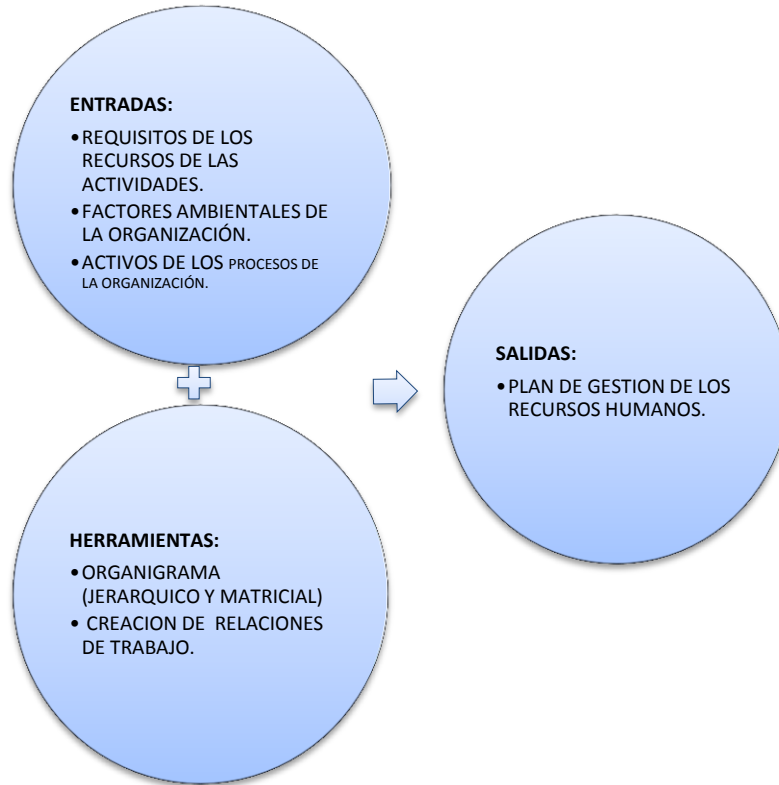 ENTRADAS:
•REQUISITOS DE LOS
RECURSOS DE LAS
ACTIVIDADES.
•FACTORES AMBIENTALES DE
LA ORGANIZACIÓN.
•ACTIVOS DE LOS PROCESOS DE
LA ORGANIZACIÓN.
HERRAMIENTAS:
•ORGANIGRAMA
(JERARQUICO Y MATRICIAL)
• CREACION DE RELACIONES
DE TRABAJO.
SALIDAS:
•PLAN DE GESTION DE LOS
RECURSOS HUMANOS.